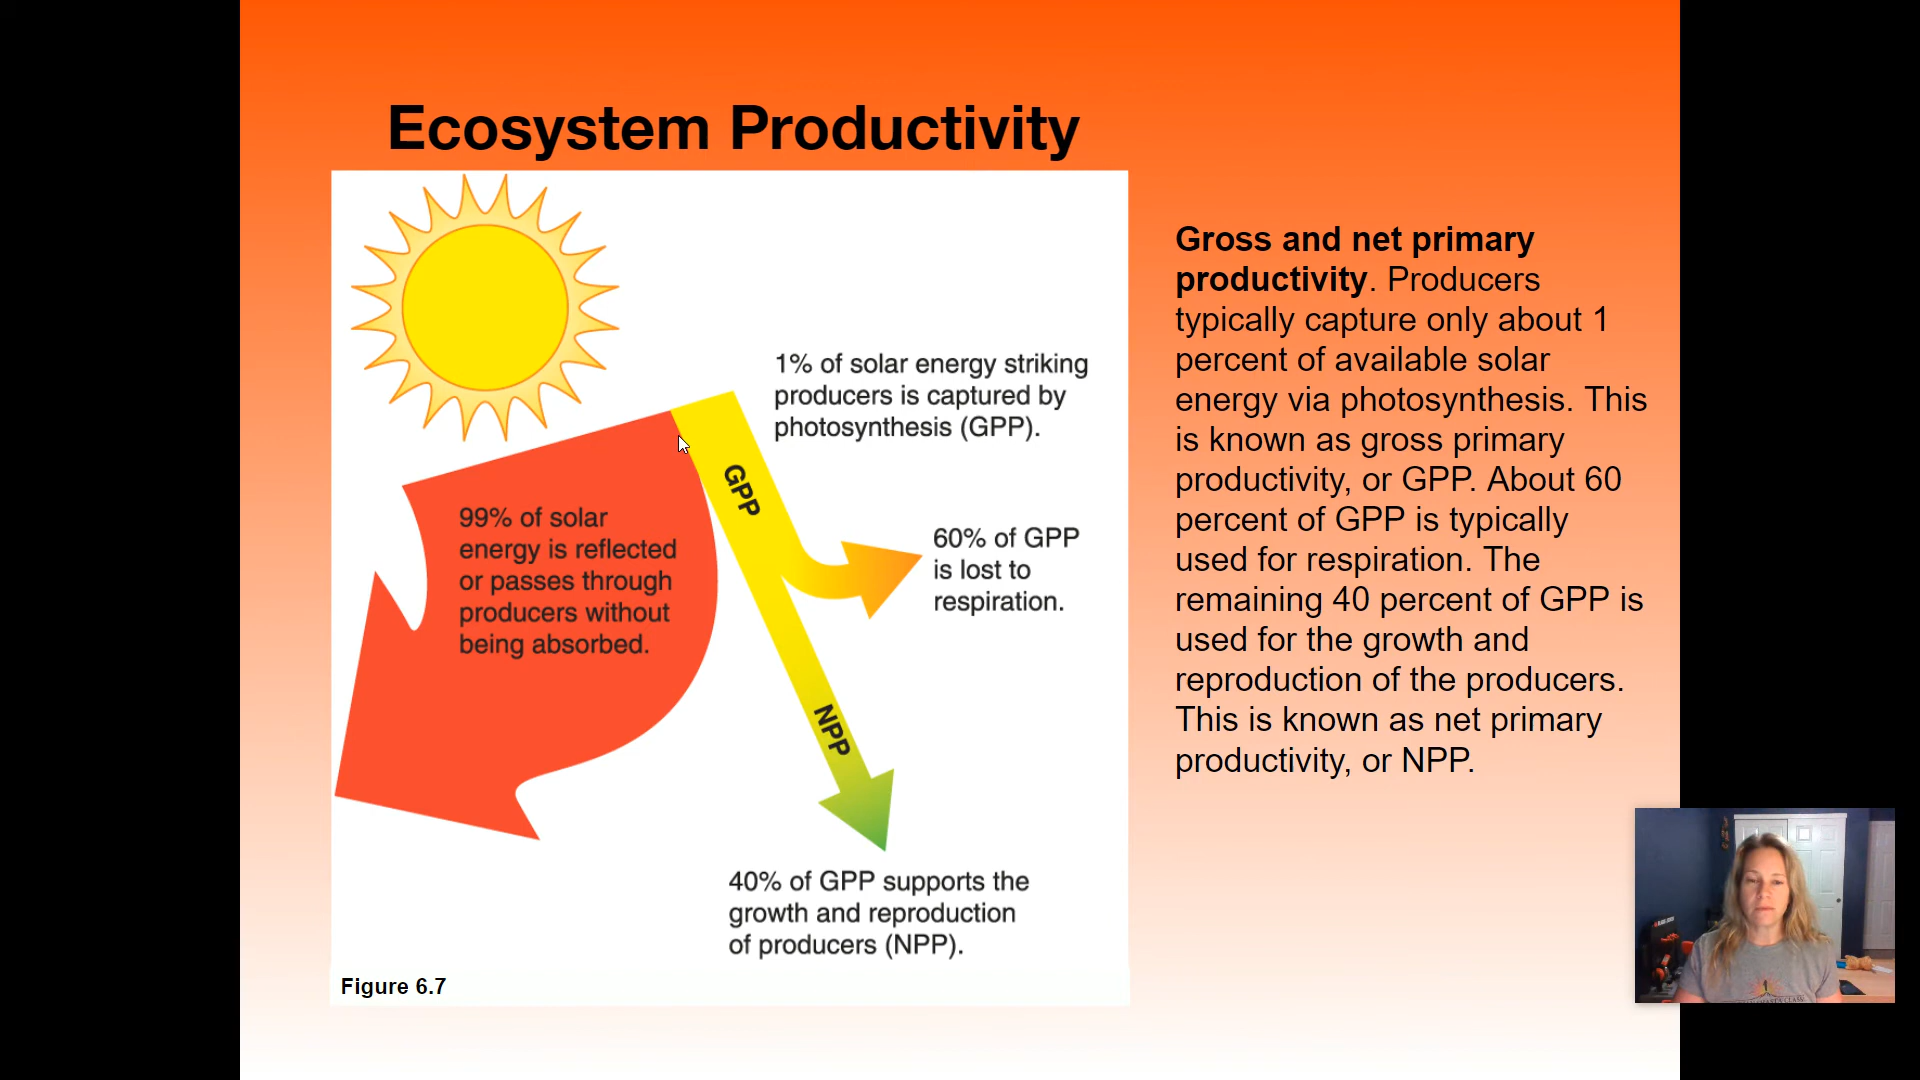 Ecosystem Productivity
1% of solar energy striking
producers is captured by
photosynthesis (GPP).
GPP
99% of solar
energy is reflected
or passes through
producers without
being absorbed.
60% of GPP
is lost to
respiration.
NPP
40% of GPP supports the
growth and reproduction
of producers (NPP).
Figure 6.7
Gross and net primary
productivity. Producers
typically capture only about 1
percent of available solar
energy via photosynthesis. This
is known as gross primary
productivity, or GPP. About 60
percent of GPP is typically
used for respiration. The
remaining 40 percent of GPP is
used for the growth and
reproduction of the producers.
This is known as net primary
productivity, or NPP.